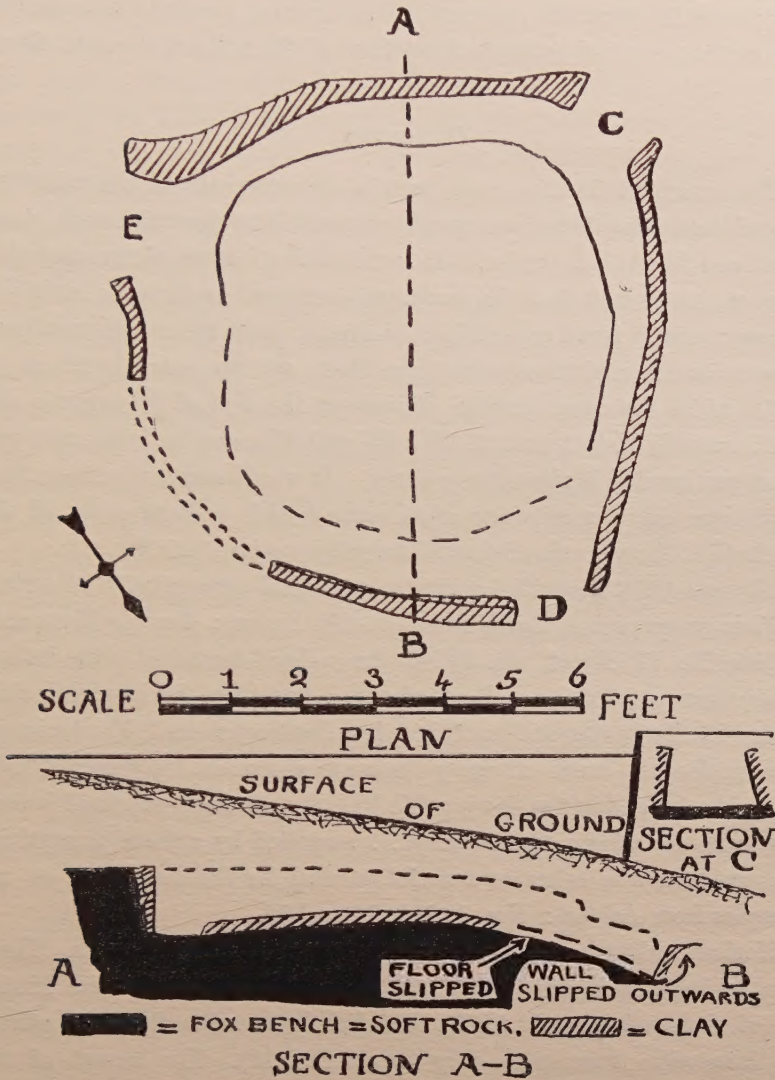 A
C
E
D
B
0 1 2 3 4 5 6
SCALE FEET
PLAN
SURFACE OF GROUND
SECTION
AT C
A
FLOOR
SLIPPED
WALL
SLIPPED OUTWARDS
B
= FOX BENCH = SOFT ROCK. = CLAY
SECTION A-B